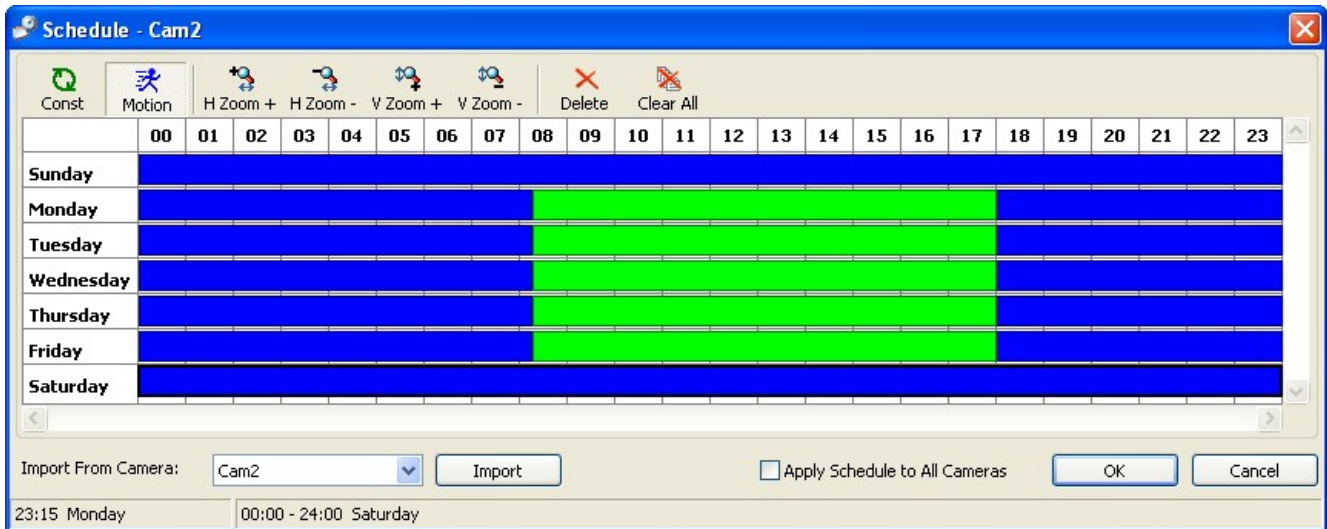 Schedule - Cam2
Const Motion H Zoom + H Zoom - V Zoom + V Zoom - Delete Clear All
00 01 02 03 04 05 06 07 08 09 10 11 12 13 14 15 16 17 18 19 20 21 22 23
Sunday
Monday
Tuesday
Wednesday
Thursday
Friday
Saturday
Import From Camera: Cam2 Import Apply Schedule to All Cameras OK Cancel
23:15 Monday 00:00 - 24:00 Saturday